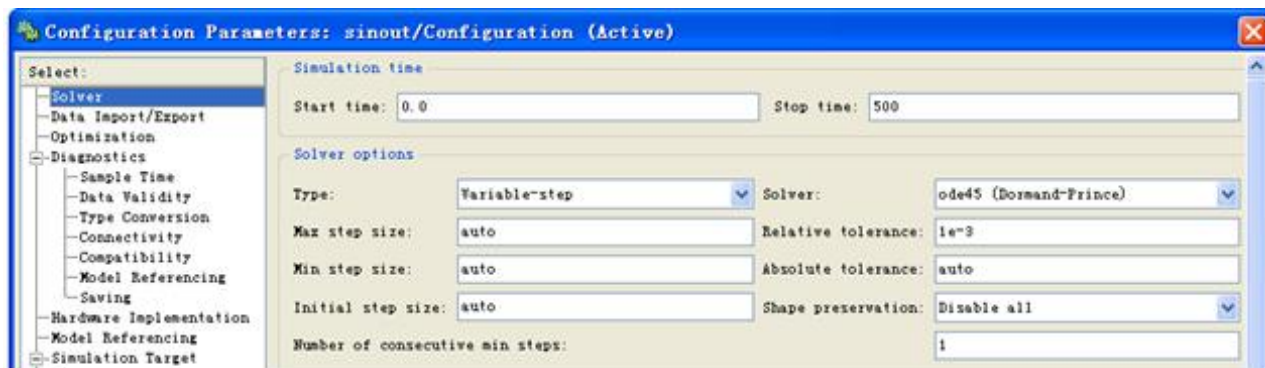 Configuration Parameters: sinout/Configuration (Active)
Select:
Solver
Data Import/Export
Optimization
Diagnostics
Sample Time
Data Validity
Type Conversion
Connectivity
Compatibility
Model Referencing
Saving
Hardware Implementation
Model Referencing
Simulation Target
Simulation time
Start time: 0.0 Stop time: 500
Solver options
Type: Variable-step Solver: ode45 (Dormand-Prince)
Max step size: auto Relative tolerance: 1e-3
Min step size: auto Absolute tolerance: auto
Initial step size: auto Shape preservation: Disable all
Number of consecutive min steps: 1